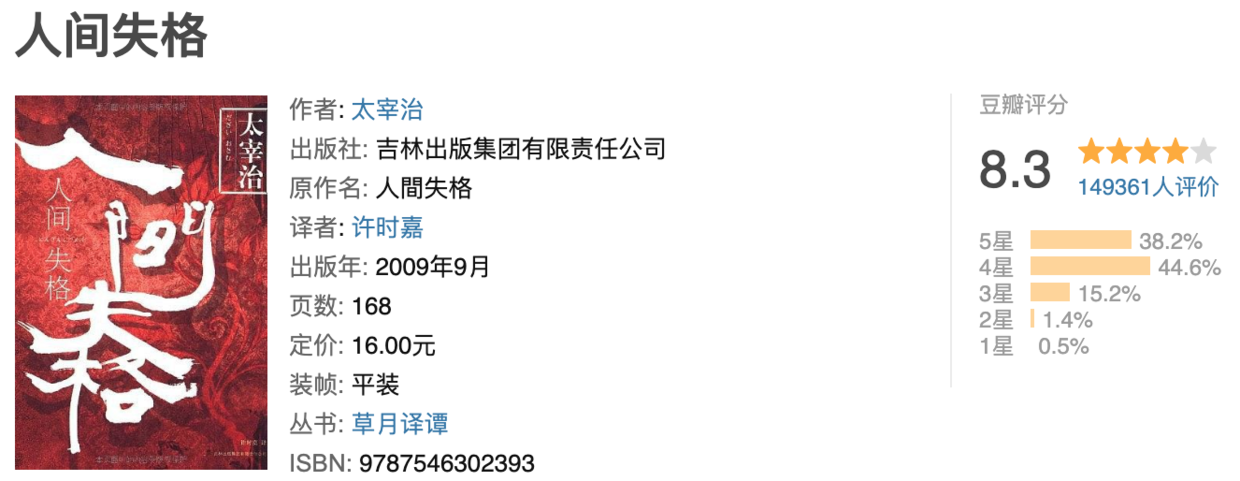 人间失格
太宰治
人间失格
人間失格
作者: 太宰治
出版社: 吉林出版集团有限责任公司
原作名: 人間失格
译者: 许时嘉
出版年: 2009年9月
页数: 168
定价: 16.00元
装帧: 平装
丛书: 草月译谭
ISBN: 9787546302393
豆瓣评分
8.3
149361人评价
5星 38.2%
4星 44.6%
3星 15.2%
2星 1.4%
1星 0.5%